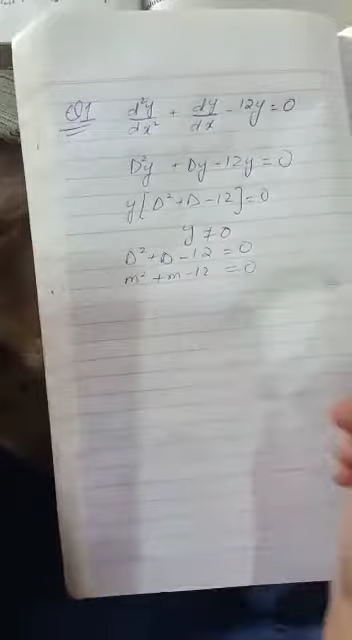 Q1 d²y/dx² + dy/dx - 12y = 0
D²y + Dy - 12y = 0
y[D² + D - 12] = 0
y ≠ 0
D² + D - 12 = 0
m² + m - 12 = 0